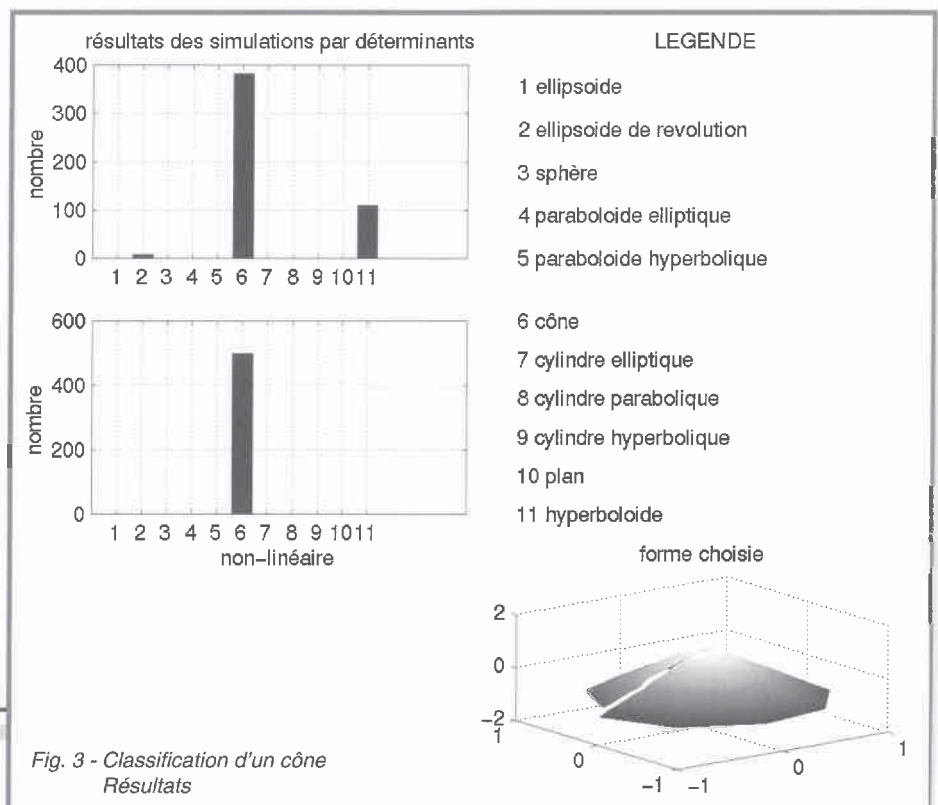 résultats des simulations par déterminants
400
300
200
100
0
nombre
1 2 3 4 5 6 7 8 9 10 11
600
400
200
0
nombre
1 2 3 4 5 6 7 8 9 10 11
non-linéaire
LEGENDE
1 ellipsoide
2 ellipsoide de revolution
3 sphère
4 paraboloide elliptique
5 paraboloide hyperbolique
6 cône
7 cylindre elliptique
8 cylindre parabolique
9 cylindre hyperbolique
10 plan
11 hyperboloide
forme choisie
2
0
-2
1
0
-1
-1
0
1
Fig. 3 - Classification d'un cône
Résultats